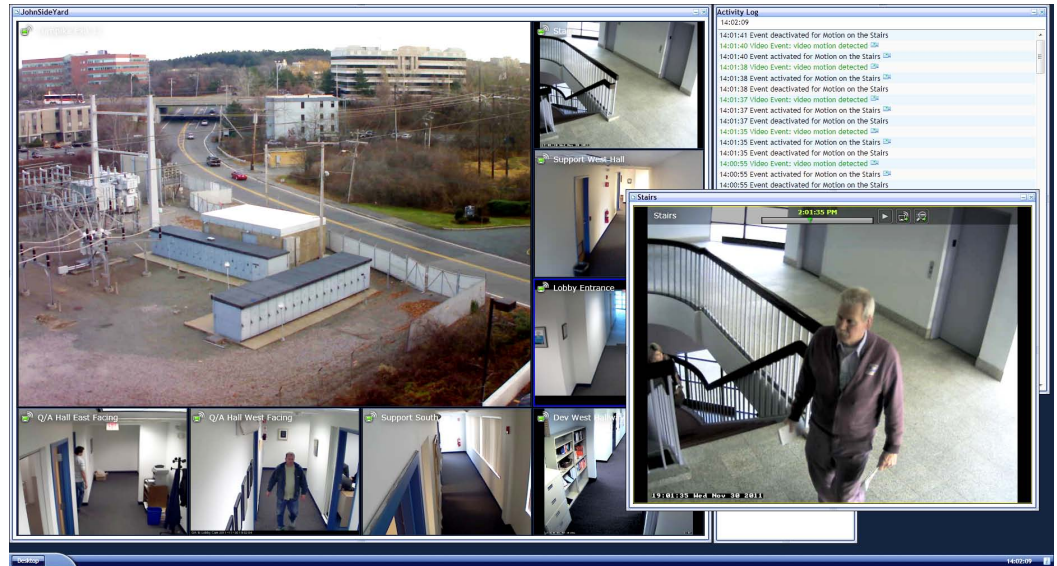 JohnSideYard
Stairs
Support West Hall
Lobby Entrance
Q/A Hall East Facing
Q/A Hall West Facing
Support South
Dev West Hallway
Activity Log
14:02:09
14:01:41 Event deactivated for Motion on the Stairs
14:01:40 Video Event: video motion detected
14:01:40 Event activated for Motion on the Stairs
14:01:38 Video Event: video motion detected
14:01:38 Event activated for Motion on the Stairs
14:01:38 Event deactivated for Motion on the Stairs
14:01:37 Video Event: video motion detected
14:01:37 Event activated for Motion on the Stairs
14:01:37 Event deactivated for Motion on the Stairs
14:01:35 Video Event: video motion detected
14:01:35 Event activated for Motion on the Stairs
14:01:35 Event deactivated for Motion on the Stairs
14:00:55 Video Event: video motion detected
14:00:55 Event deactivated for Motion on the Stairs
Stairs
Stairs
2:01:35 PM
19:01:35 Wed Nov 30 2011
Desktop
14:02:09